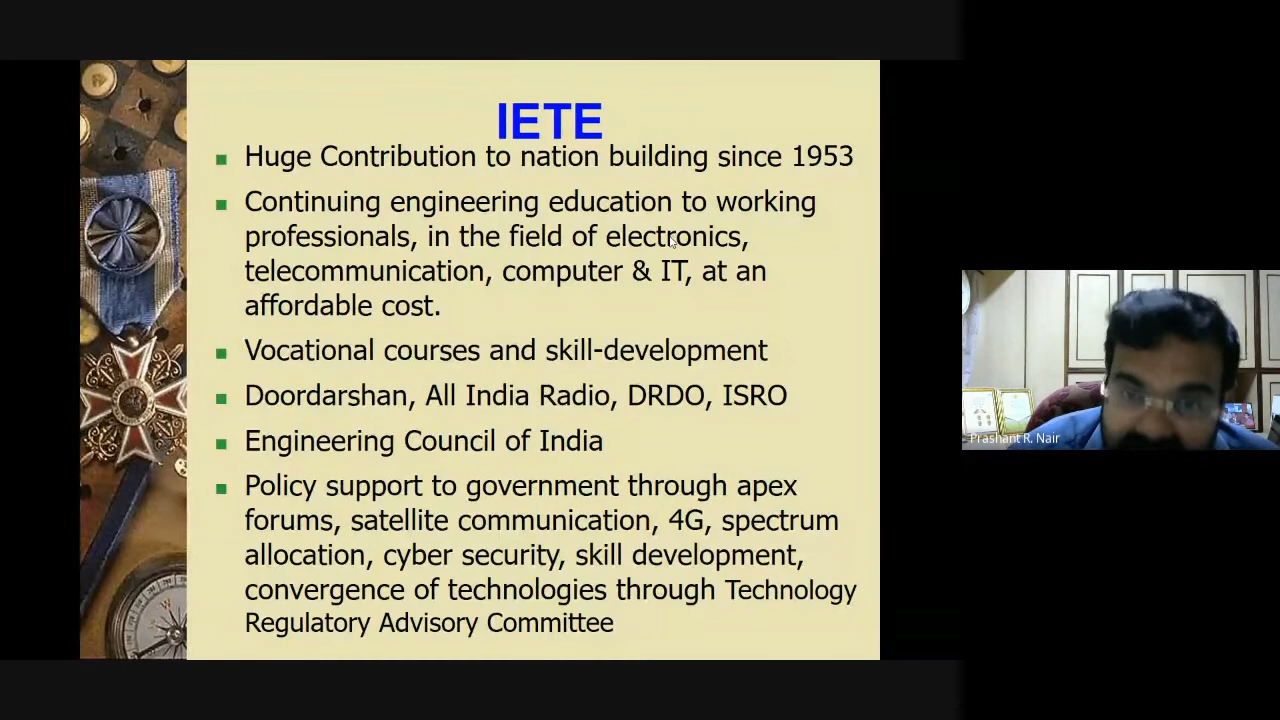 IETE
Huge Contribution to nation building since 1953
Continuing engineering education to working
professionals, in the field of electronics,
telecommunication, computer & IT, at an
affordable cost.
Vocational courses and skill-development
Doordarshan, All India Radio, DRDO, ISRO
Engineering Council of India
Policy support to government through apex
forums, satellite communication, 4G, spectrum
allocation, cyber security, skill development,
convergence of technologies through Technology
Regulatory Advisory Committee
Prashant R. Nair